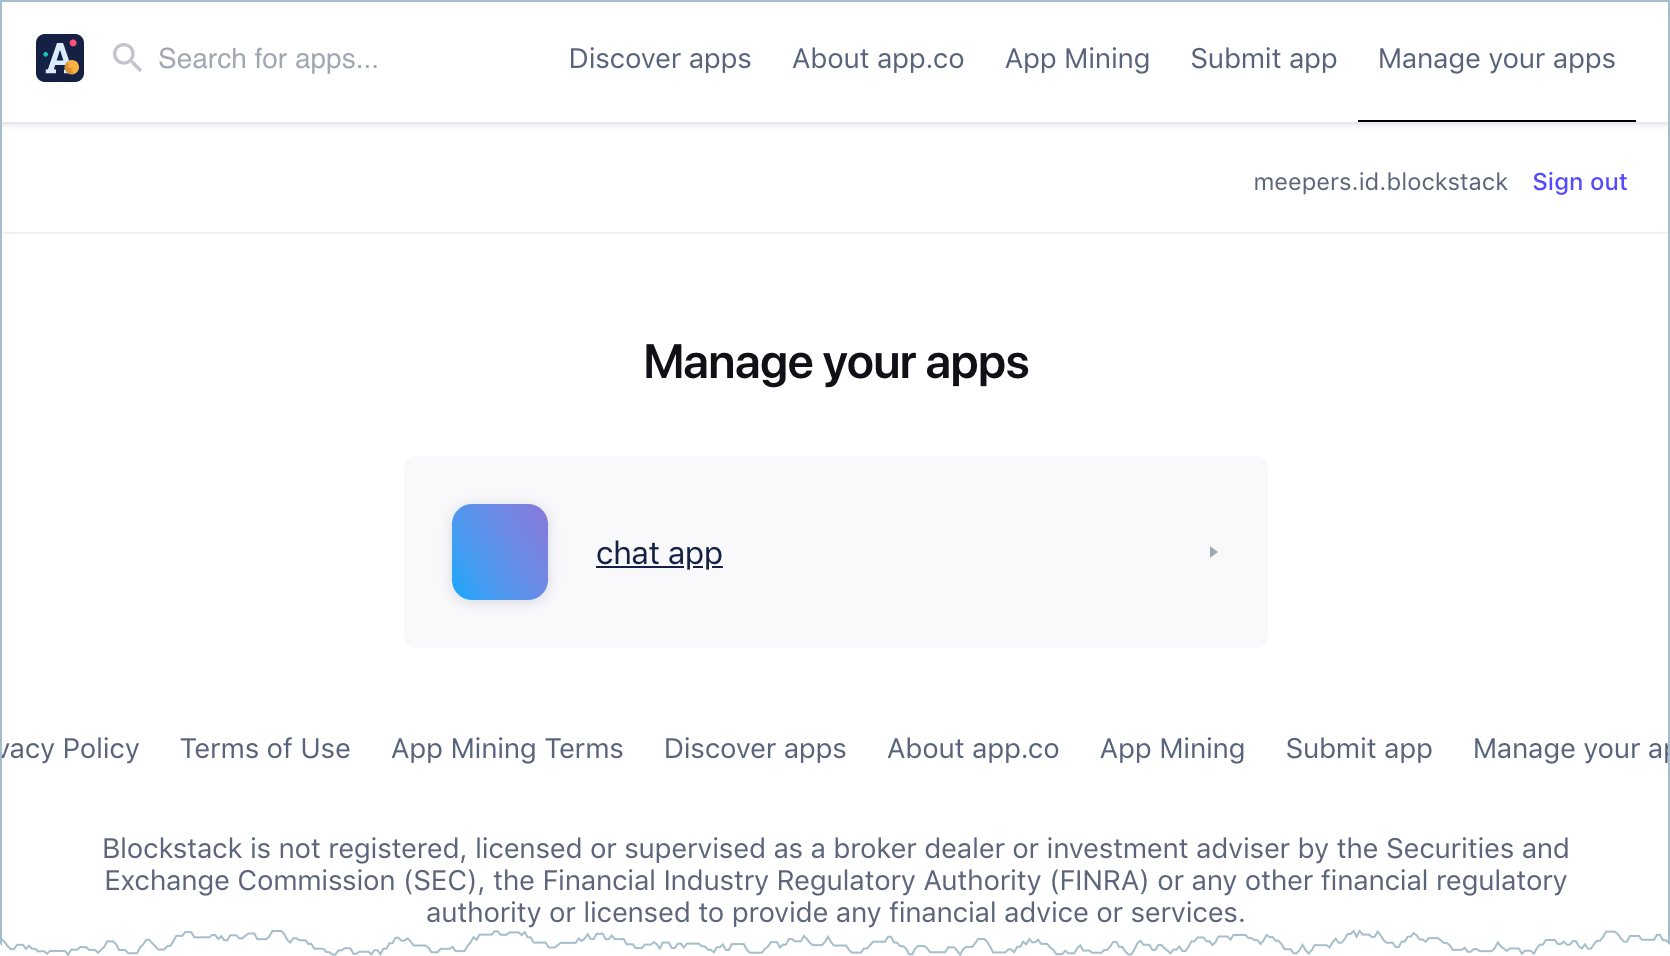 A
Search for apps...
Discover apps
About app.co
App Mining
Submit app
Manage your apps
meepers.id.blockstack
Sign out
Manage your apps
chat app
vacy Policy
Terms of Use
App Mining Terms
Discover apps
About app.co
App Mining
Submit app
Manage your ap
Blockstack is not registered, licensed or supervised as a broker dealer or investment adviser by the Securities and
Exchange Commission (SEC), the Financial Industry Regulatory Authority (FINRA) or any other financial regulatory
authority or licensed to provide any financial advice or services.